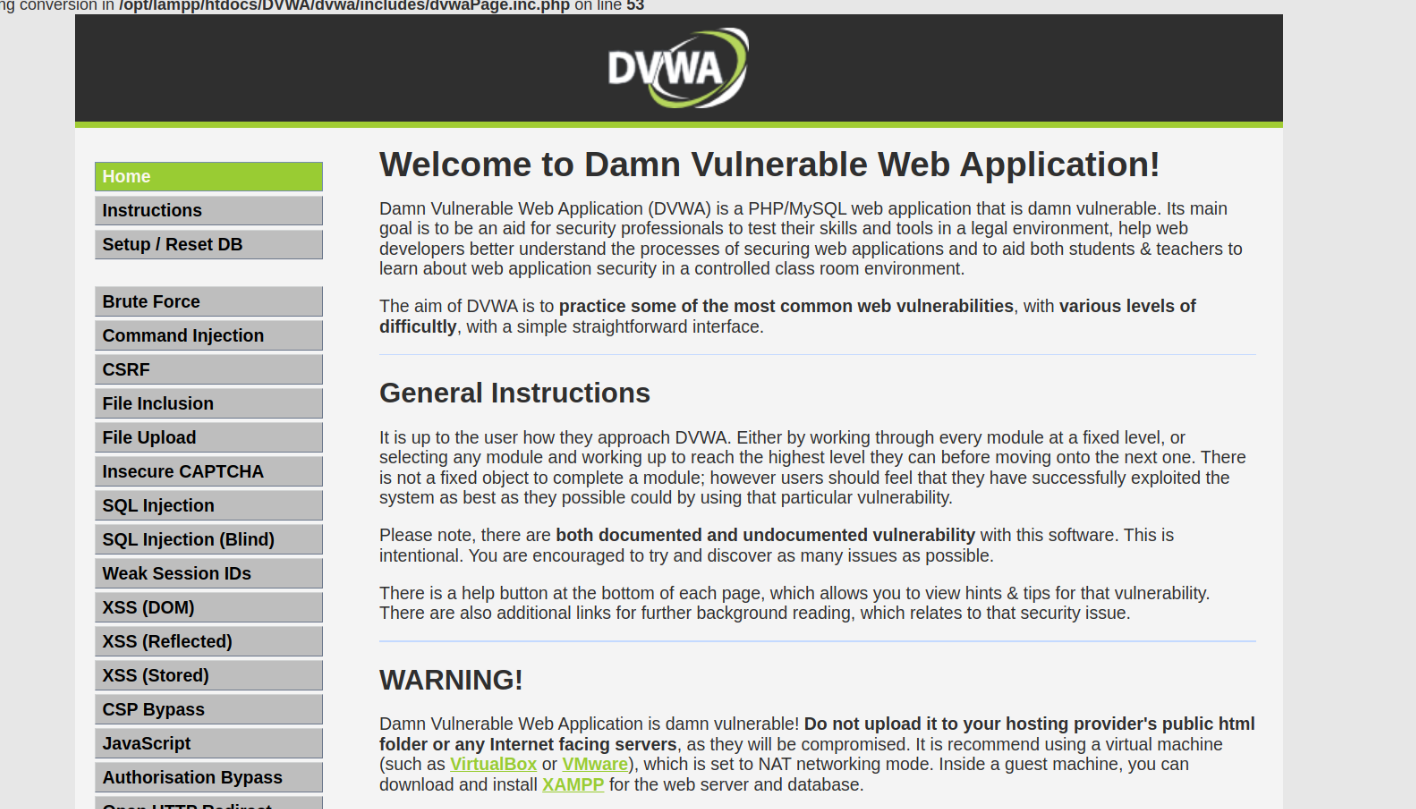 ng conversion in /opt/lampp/htdocs/DVWA/dvwa/includes/dvwaPage.inc.php on line 53
DVWA
Home
Instructions
Setup / Reset DB
Brute Force
Command Injection
CSRF
File Inclusion
File Upload
Insecure CAPTCHA
SQL Injection
SQL Injection (Blind)
Weak Session IDs
XSS (DOM)
XSS (Reflected)
XSS (Stored)
CSP Bypass
JavaScript
Authorisation Bypass
Open HTTP Redirect
Welcome to Damn Vulnerable Web Application!
Damn Vulnerable Web Application (DVWA) is a PHP/MySQL web application that is damn vulnerable. Its main
goal is to be an aid for security professionals to test their skills and tools in a legal environment, help web
developers better understand the processes of securing web applications and to aid both students & teachers to
learn about web application security in a controlled class room environment.
The aim of DVWA is to practice some of the most common web vulnerabilities, with various levels of
difficultly, with a simple straightforward interface.
General Instructions
It is up to the user how they approach DVWA. Either by working through every module at a fixed level, or
selecting any module and working up to reach the highest level they can before moving onto the next one. There
is not a fixed object to complete a module; however users should feel that they have successfully exploited the
system as best as they possible could by using that particular vulnerability.
Please note, there are both documented and undocumented vulnerability with this software. This is
intentional. You are encouraged to try and discover as many issues as possible.
There is a help button at the bottom of each page, which allows you to view hints & tips for that vulnerability.
There are also additional links for further background reading, which relates to that security issue.
WARNING!
Damn Vulnerable Web Application is damn vulnerable! Do not upload it to your hosting provider's public html
folder or any Internet facing servers, as they will be compromised. It is recommend using a virtual machine
(such as VirtualBox or VMware), which is set to NAT networking mode. Inside a guest machine, you can
download and install XAMPP for the web server and database.